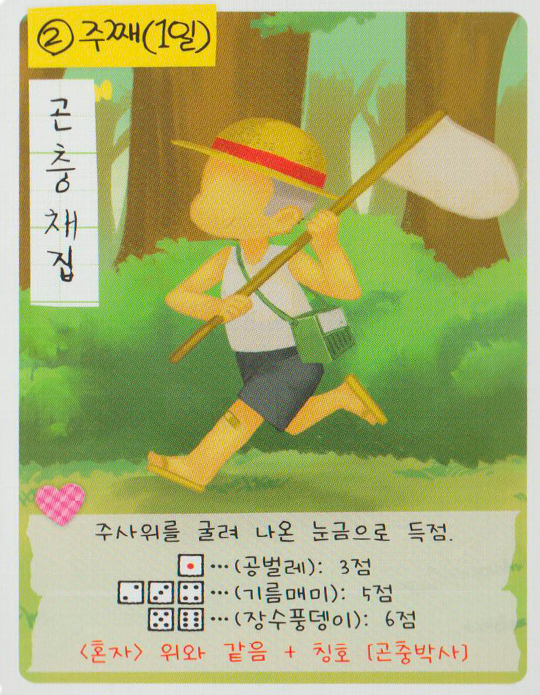 ② 주째(1일)
곤충채집
주사위를 굴려 나온 눈금으로 득점.
…(공벌레): 3점
…(기름매미): 5점
…(장수풍뎅이): 6점
<혼자> 위와 같음 + 칭호 [곤충박사]